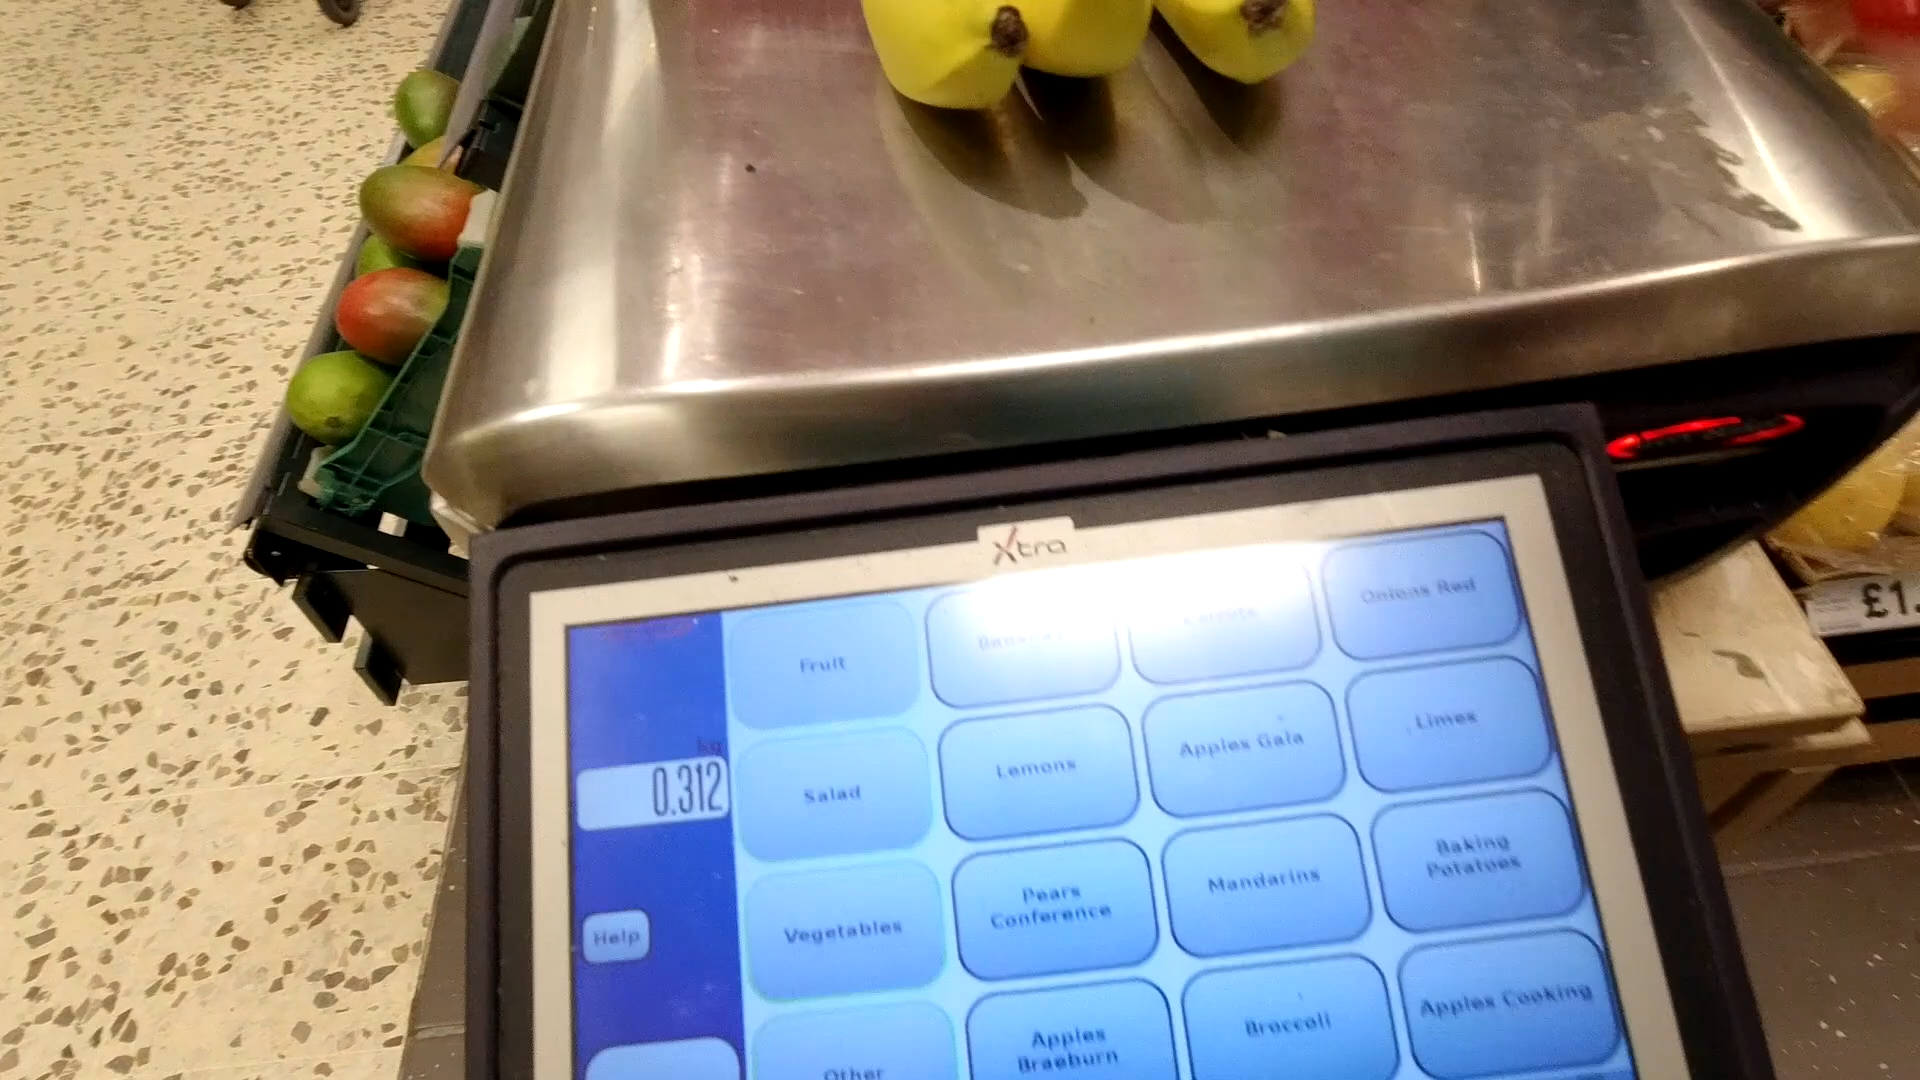 Xtra
Fruit
Onions Red
kg
0.312
Salad
Lemons
Apples Gala
Limes
Help
Vegetables
Pears
Conference
Mandarins
Baking
Potatoes
Other
Apples
Braeburn
Broccoli
Apples Cooking
£1.